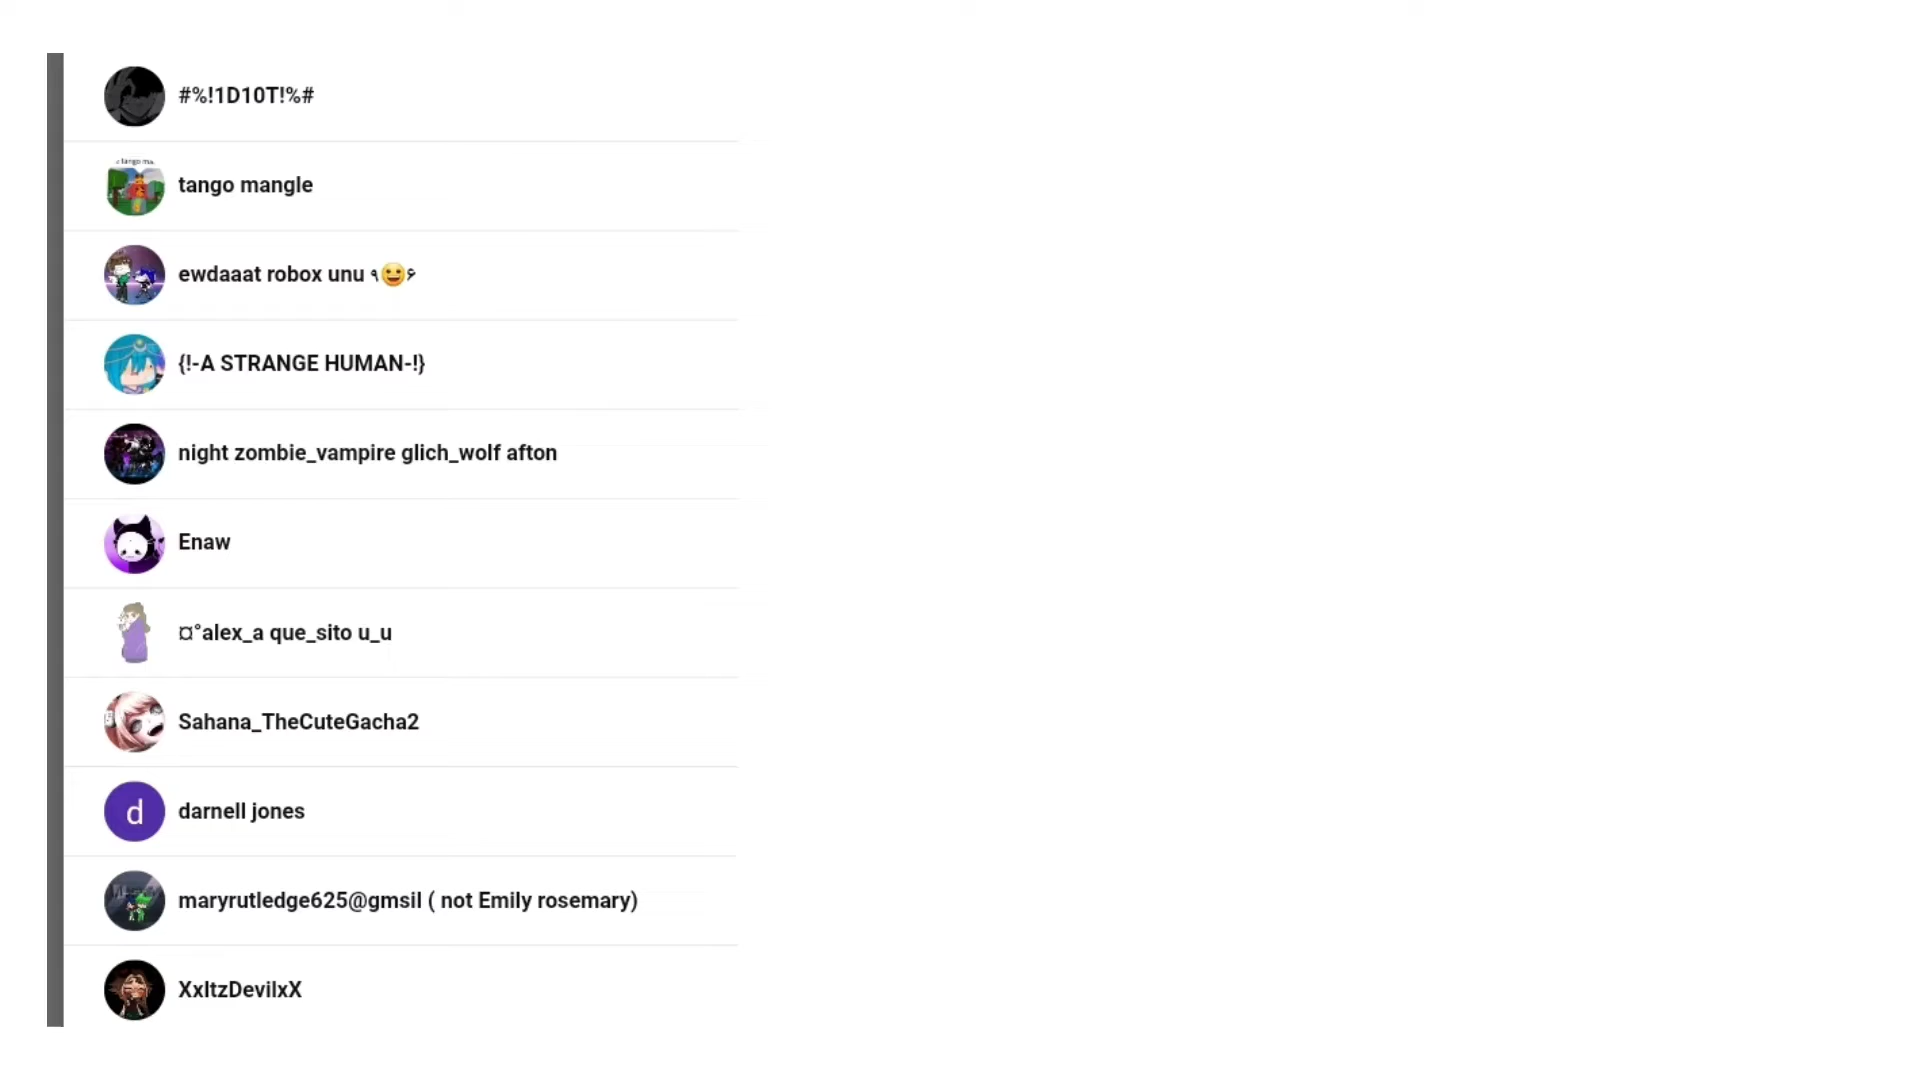 #%!1D10T!%#
tango mangle
ewdaaat robox unu ٩😀۶
{!-A STRANGE HUMAN-!}
night zombie_vampire glich_wolf afton
Enaw
¤°alex_a que_sito u_u
Sahana_TheCuteGacha2
d
darnell jones
maryrutledge625@gmsil ( not Emily rosemary)
XxItzDevilxX